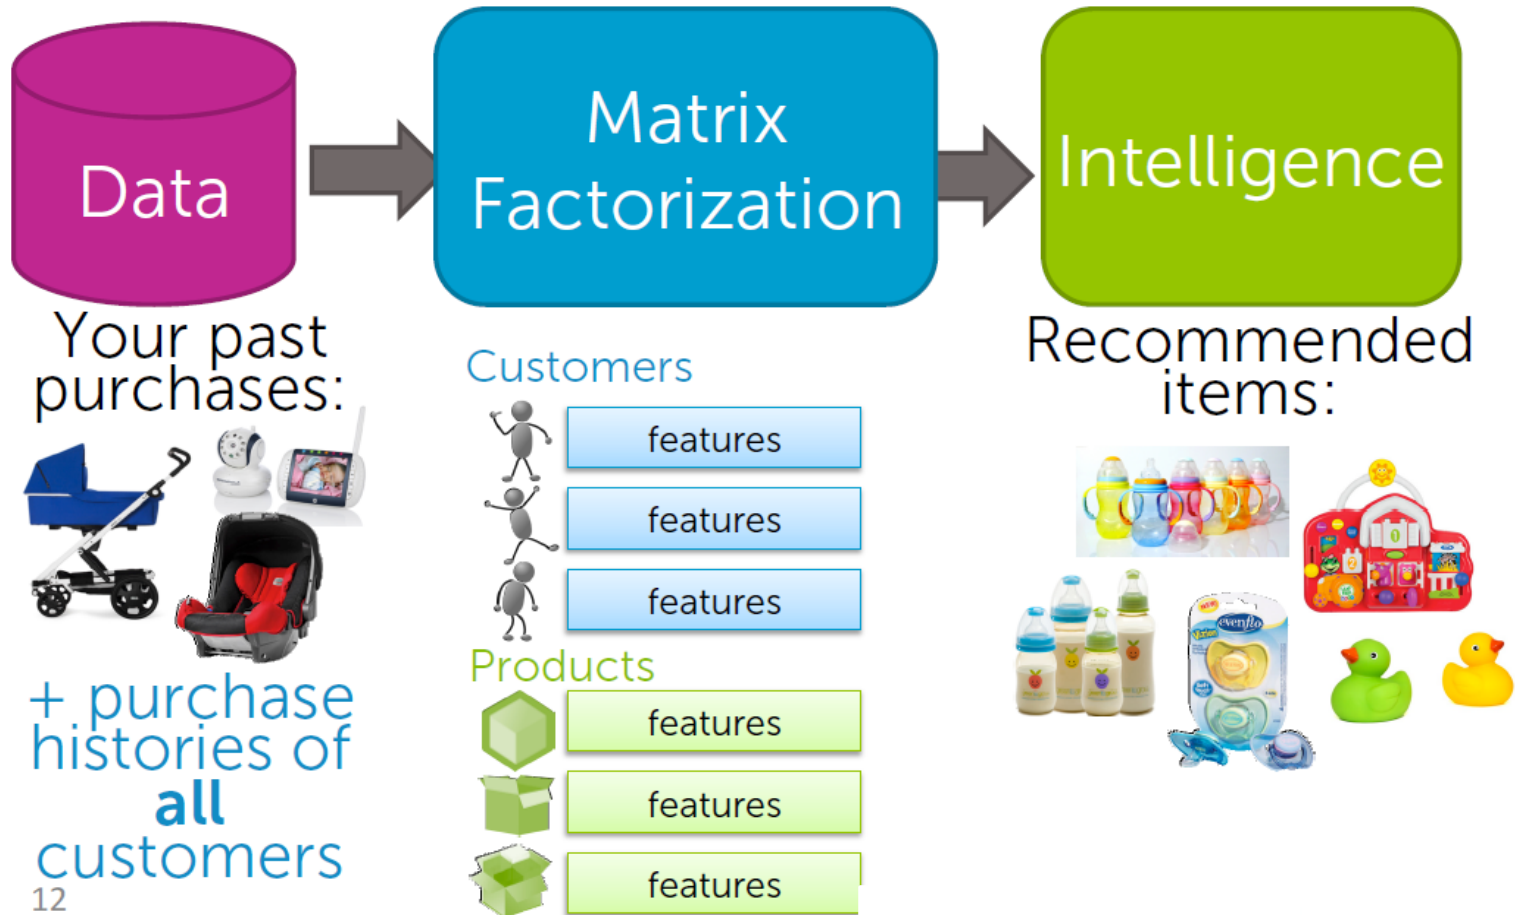 Data
Matrix
Factorization
Intelligence
Your past
purchases:
+ purchase
histories of
all
customers
12
Customers
features
features
features
Products
features
features
features
Recommended
items:
evenflo